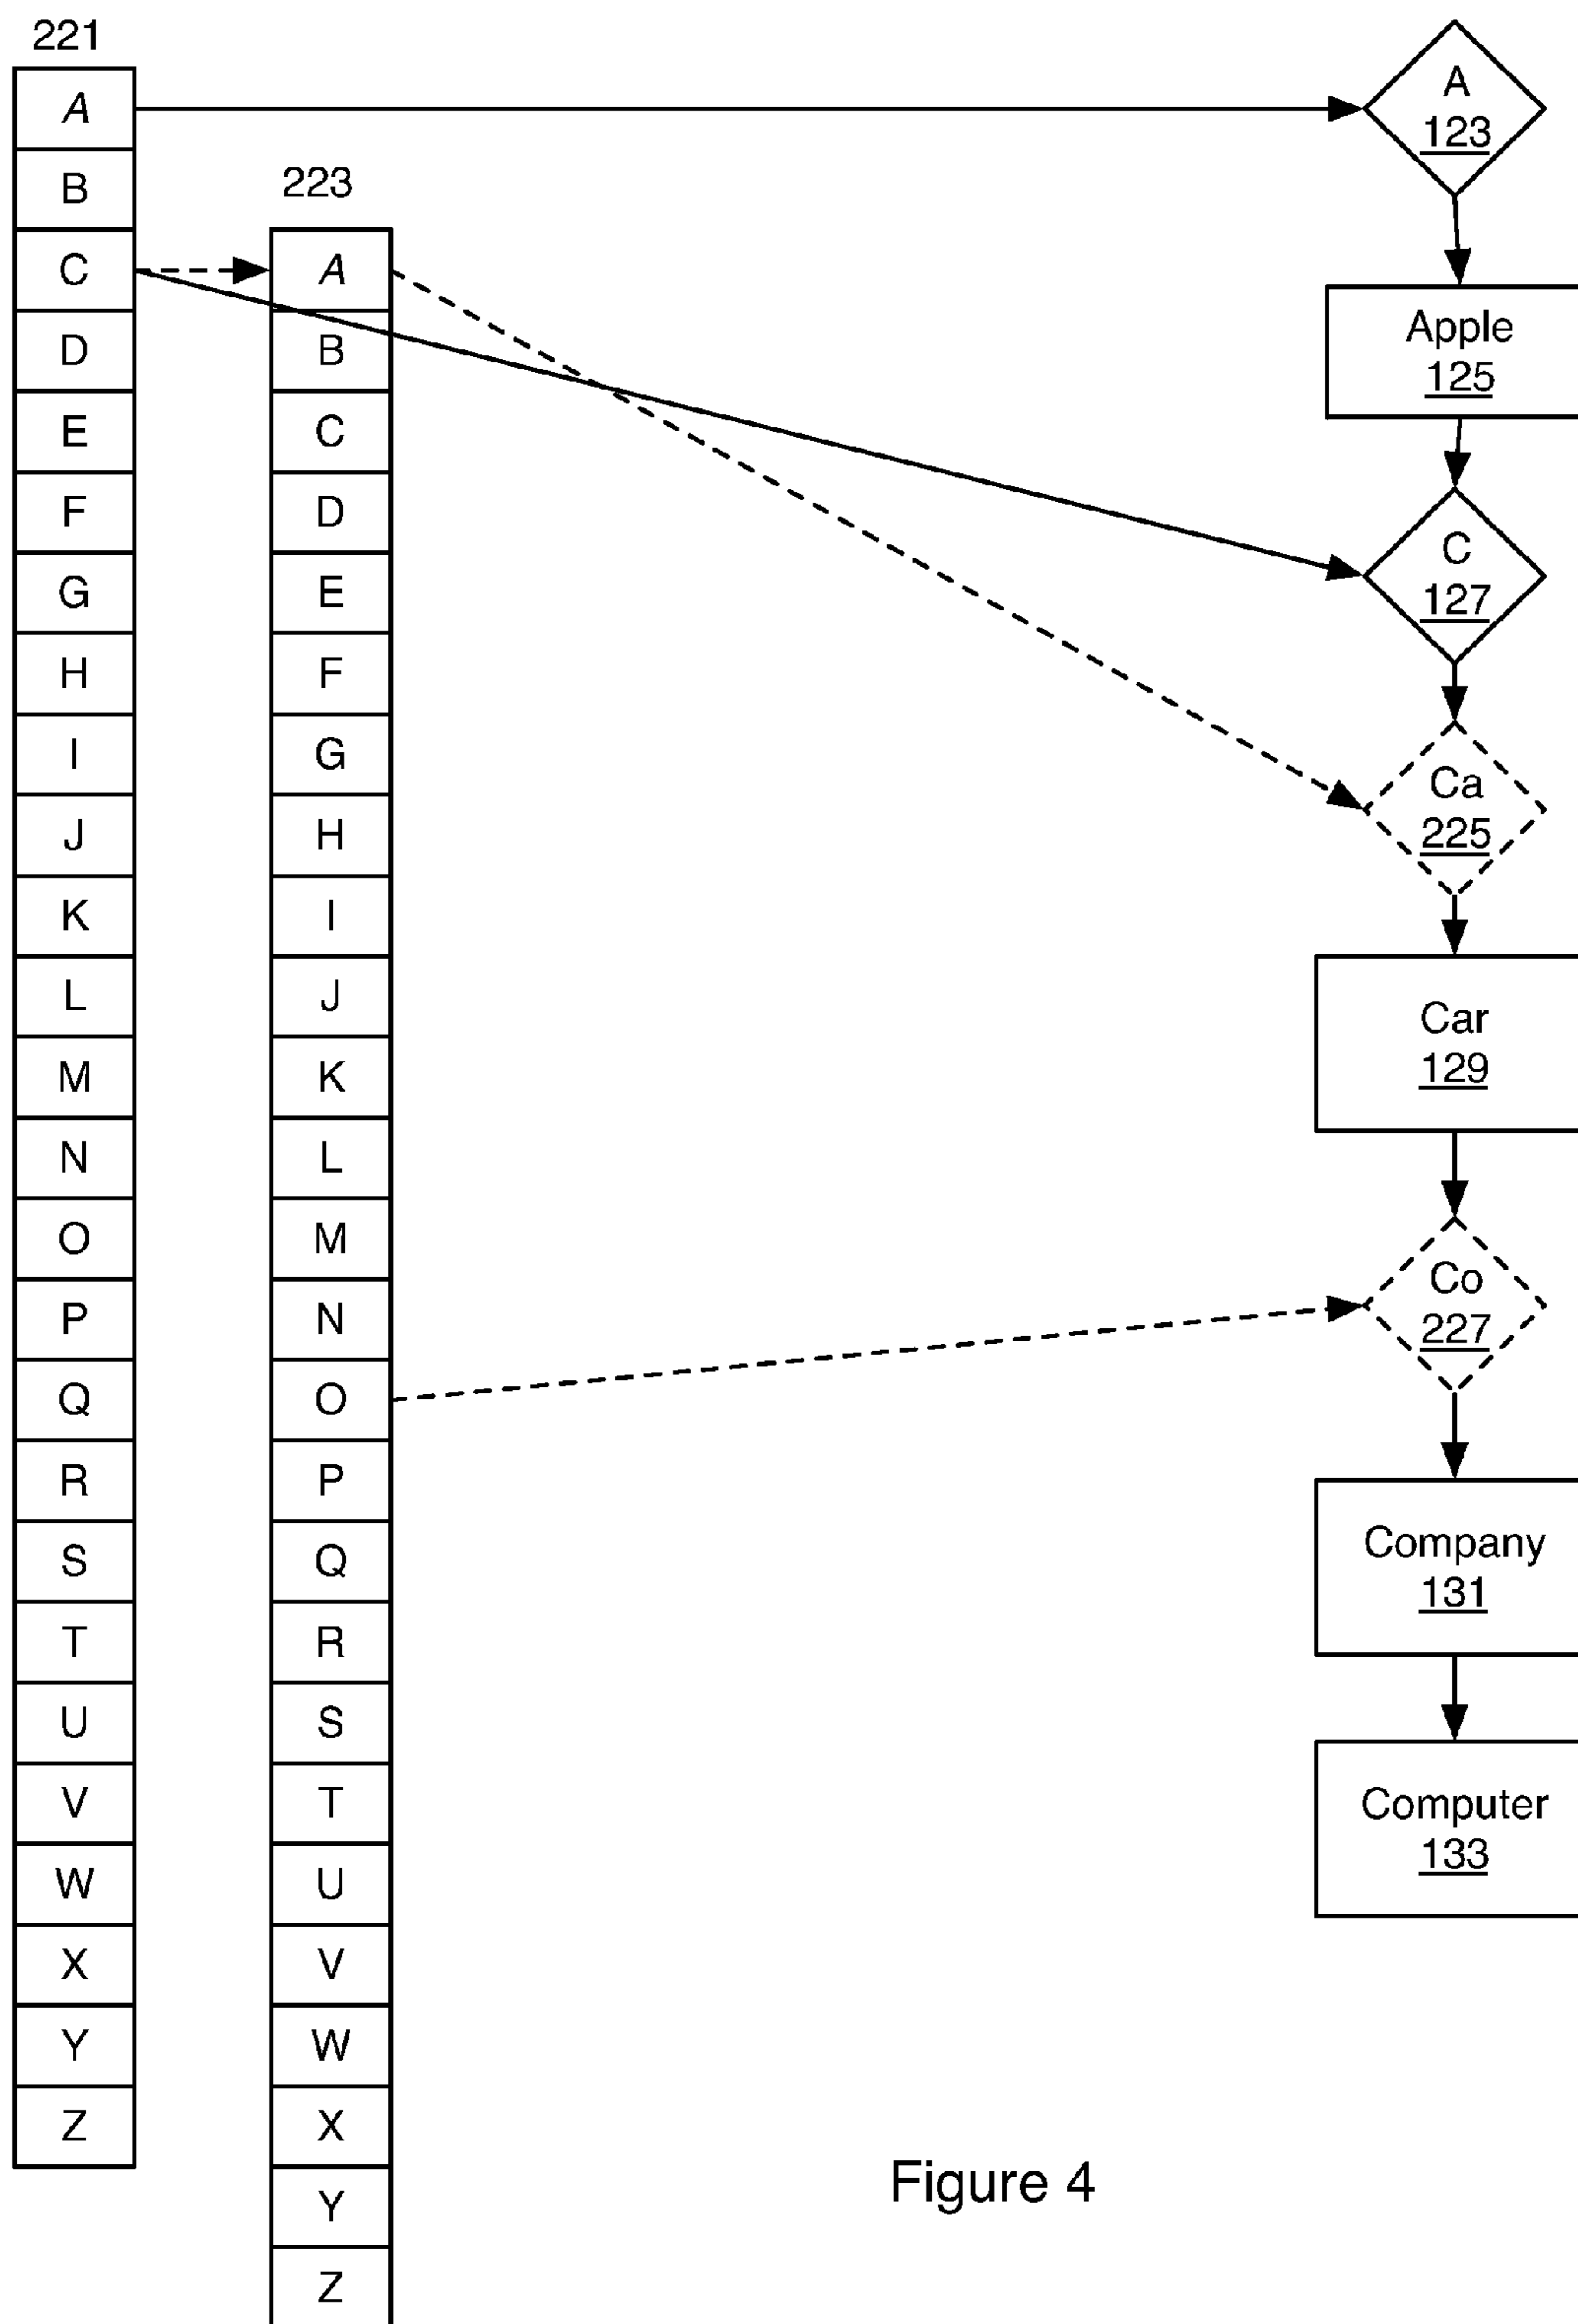 221
A
B
C
D
E
F
G
H
I
J
K
L
M
N
O
P
Q
R
S
T
U
V
W
X
Y
Z
223
A
B
C
D
E
F
G
H
I
J
K
L
M
N
O
P
Q
R
S
T
U
V
W
X
Y
Z
A
123
Apple
125
C
127
Ca
225
Car
129
Co
227
Company
131
Computer
133
Figure 4